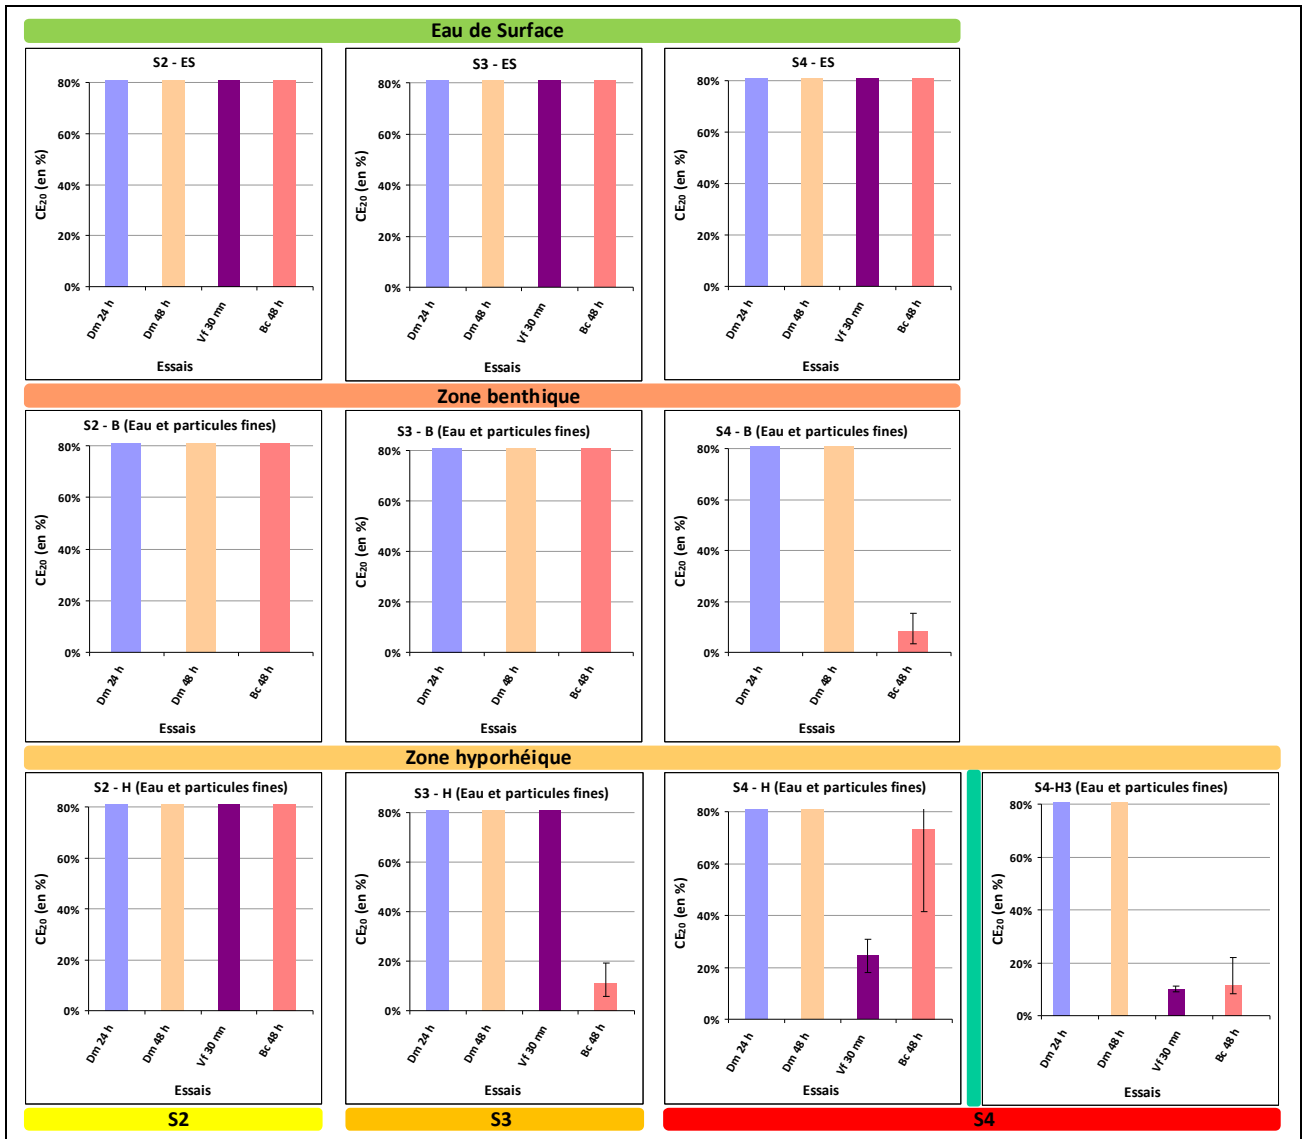 Eau de Surface
S2 - ES
CE20 (en %)
80%
60%
40%
20%
0%
Dm 24 h
Dm 48 h
Vf 30 mn
Bc 48 h
Essais
S3 - ES
CE20 (en %)
80%
60%
40%
20%
0%
Dm 24 h
Dm 48 h
Vf 30 mn
Bc 48 h
Essais
S4 - ES
CE20 (en %)
80%
60%
40%
20%
0%
Dm 24 h
Dm 48 h
Vf 30 mn
Bc 48 h
Essais
Zone benthique
S2 - B (Eau et particules fines)
CE20 (en %)
80%
60%
40%
20%
0%
Dm 24 h
Dm 48 h
Bc 48 h
Essais
S3 - B (Eau et particules fines)
CE20 (en %)
80%
60%
40%
20%
0%
Dm 24 h
Dm 48 h
Bc 48 h
Essais
S4 - B (Eau et particules fines)
CE20 (en %)
80%
60%
40%
20%
0%
Dm 24 h
Dm 48 h
Bc 48 h
Essais
Zone hyporhéique
S2 - H (Eau et particules fines)
CE20 (en %)
80%
60%
40%
20%
0%
Dm 24 h
Dm 48 h
Vf 30 mn
Bc 48 h
Essais
S3 - H (Eau et particules fines)
CE20 (en %)
80%
60%
40%
20%
0%
Dm 24 h
Dm 48 h
Vf 30 mn
Bc 48 h
Essais
S4 - H (Eau et particules fines)
CE20 (en %)
80%
60%
40%
20%
0%
Dm 24 h
Dm 48 h
Vf 30 mn
Bc 48 h
Essais
S4-H3 (Eau et particules fines)
CE20 (en %)
80%
60%
40%
20%
0%
Dm 24 h
Dm 48 h
Vf 30 mn
Bc 48 h
Essais
S2
S3
S4